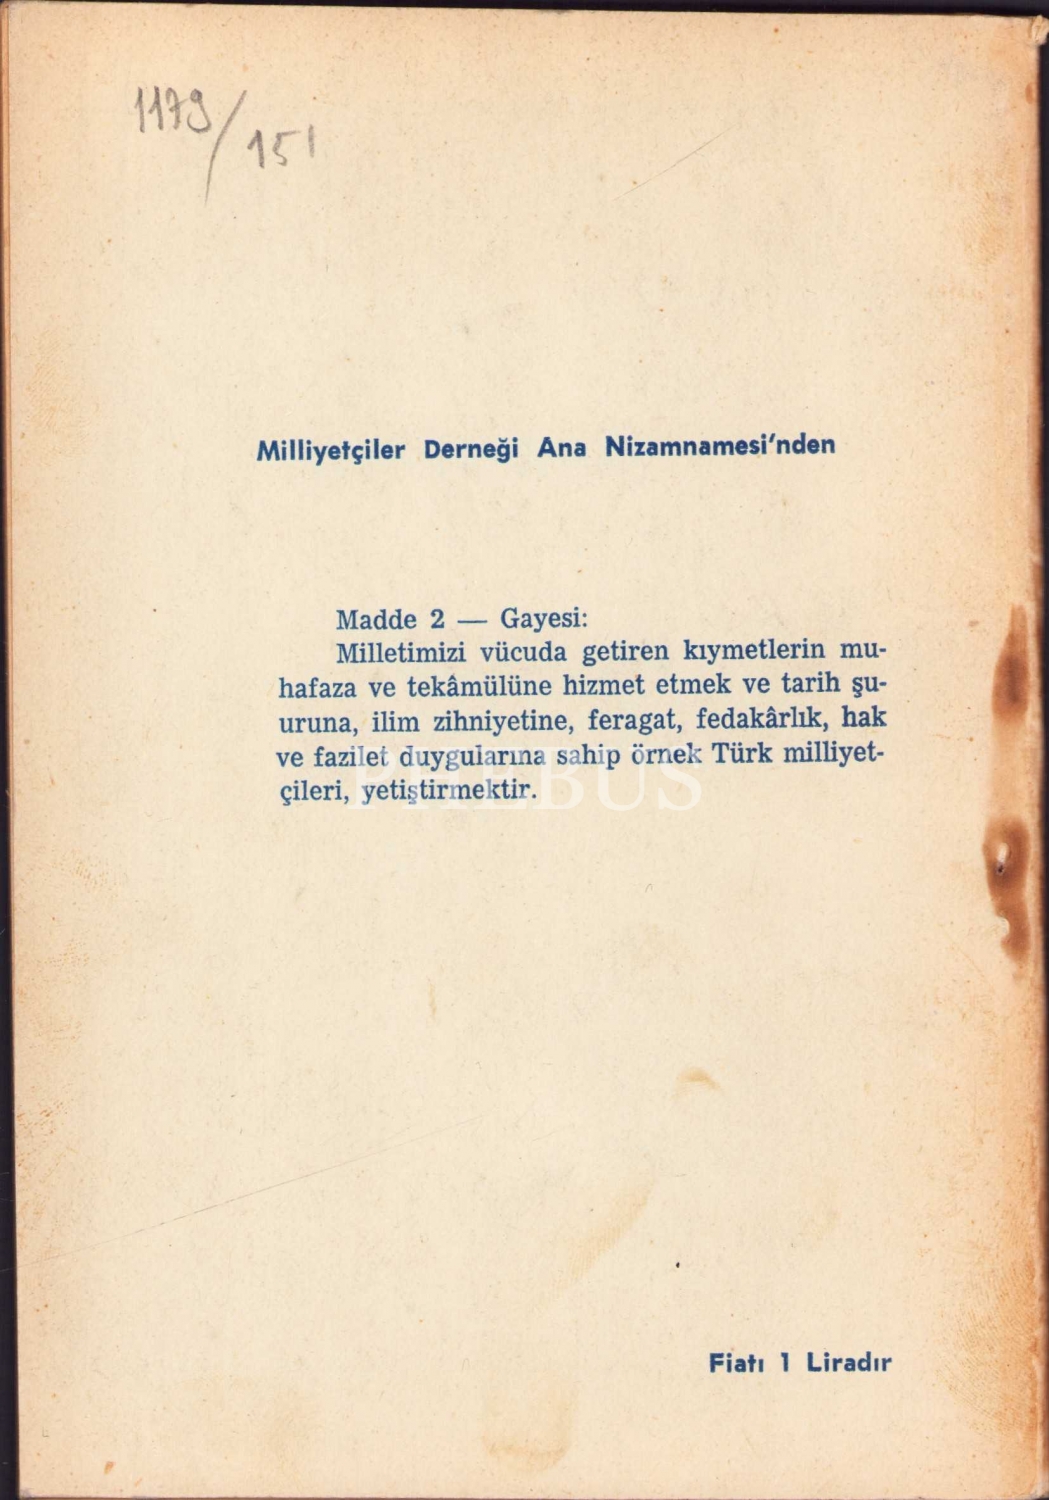 1179/151
Milliyetçiler Derneği Ana Nizamnamesi'nden
Madde 2 — Gayesi:
Milletimizi vücuda getiren kıymetlerin mu-
hafaza ve tekâmülüne hizmet etmek ve tarih şu-
uruna, ilim zihniyetine, feragat, fedakârlık, hak
ve fazilet duygularına sahip örnek Türk milliyet-
çileri, yetiştirmektir.
PHEBUS
Fiatı 1 Liradır